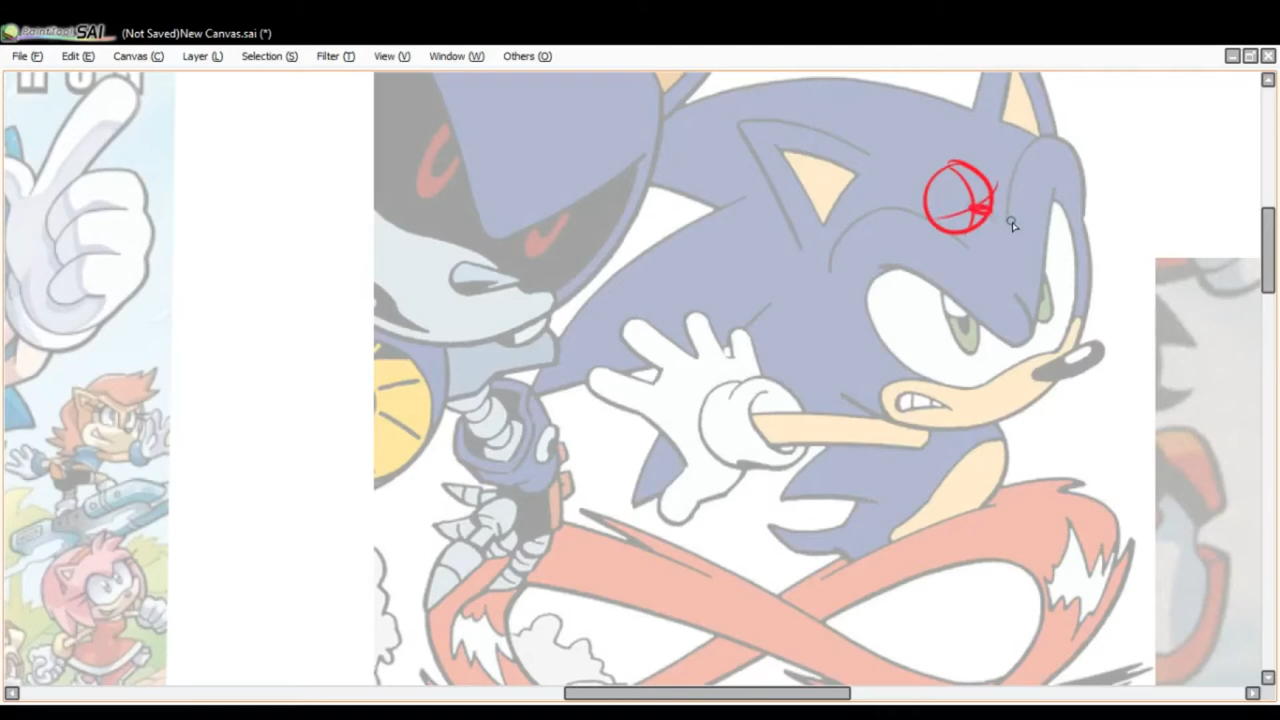 PaintTool SAI (Not Saved)New Canvas.sai (*)
File (F) Edit (E) Canvas (C) Layer (L) Selection (S) Filter (T) View (V) Window (W) Others (O)